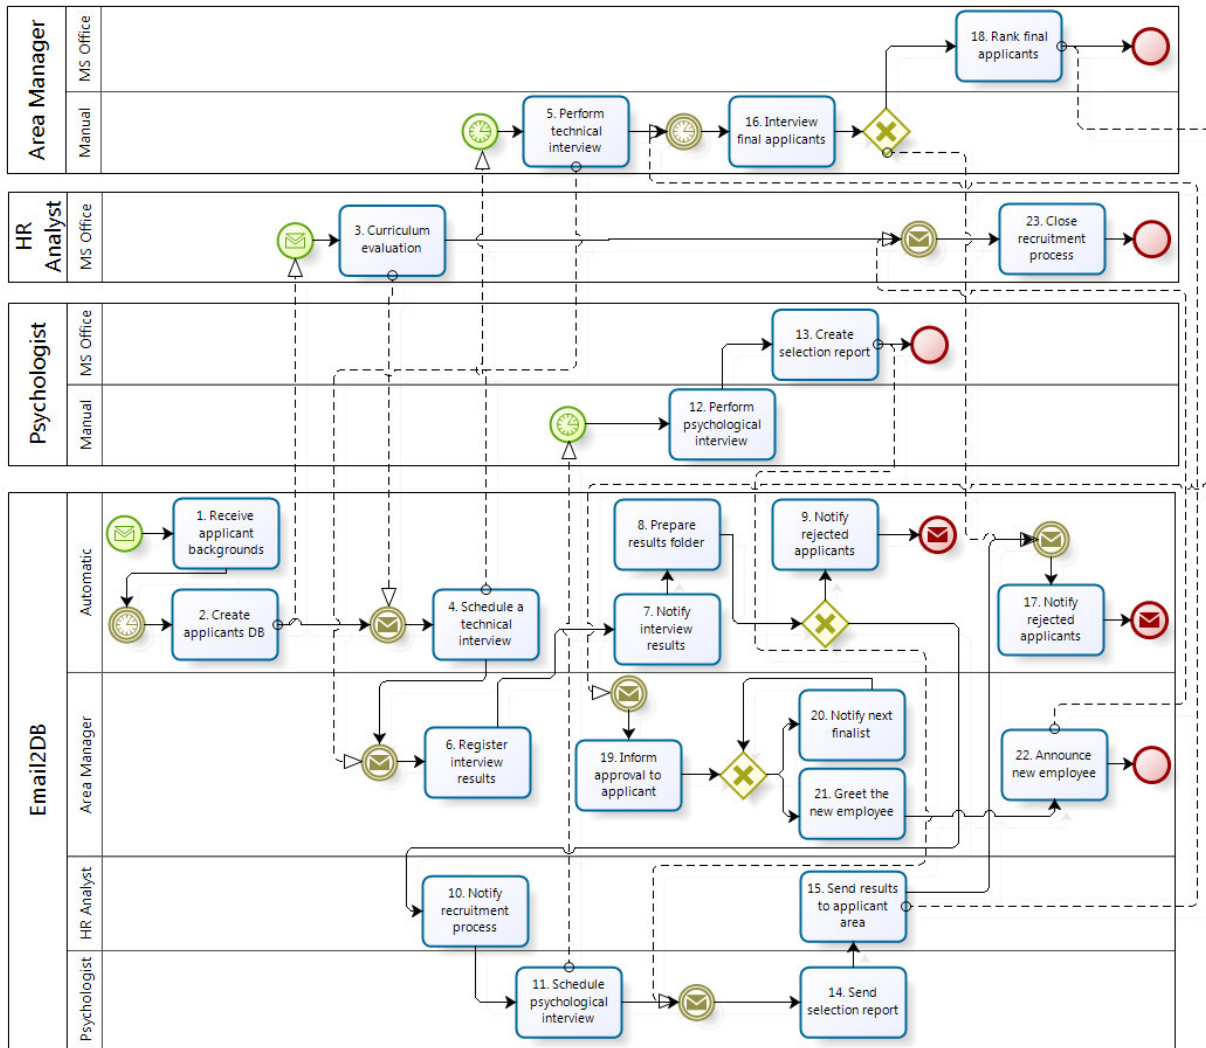 Area Manager
MS Office
18. Rank final
applicants
Manual
5. Perform
technical
interview
16. Interview
final applicants
HR
Analyst
MS Office
3. Curriculum
evaluation
23. Close
recruitment
process
Psychologist
MS Office
13. Create
selection report
Manual
12. Perform
psychological
interview
Email2DB
Automatic
1. Receive
applicant
backgrounds
2. Create
applicants DB
4. Schedule a
technical
interview
8. Prepare
results folder
7. Notify
interview
results
9. Notify
rejected
applicants
17. Notify
rejected
applicants
Area Manager
6. Register
interview
results
19. Inform
approval to
applicant
20. Notify next
finalist
21. Greet the
new employee
22. Announce
new employee
HR Analyst
10. Notify
recruitment
process
15. Send results
to applicant
area
Psychologist
11. Schedule
psychological
interview
14. Send
selection report